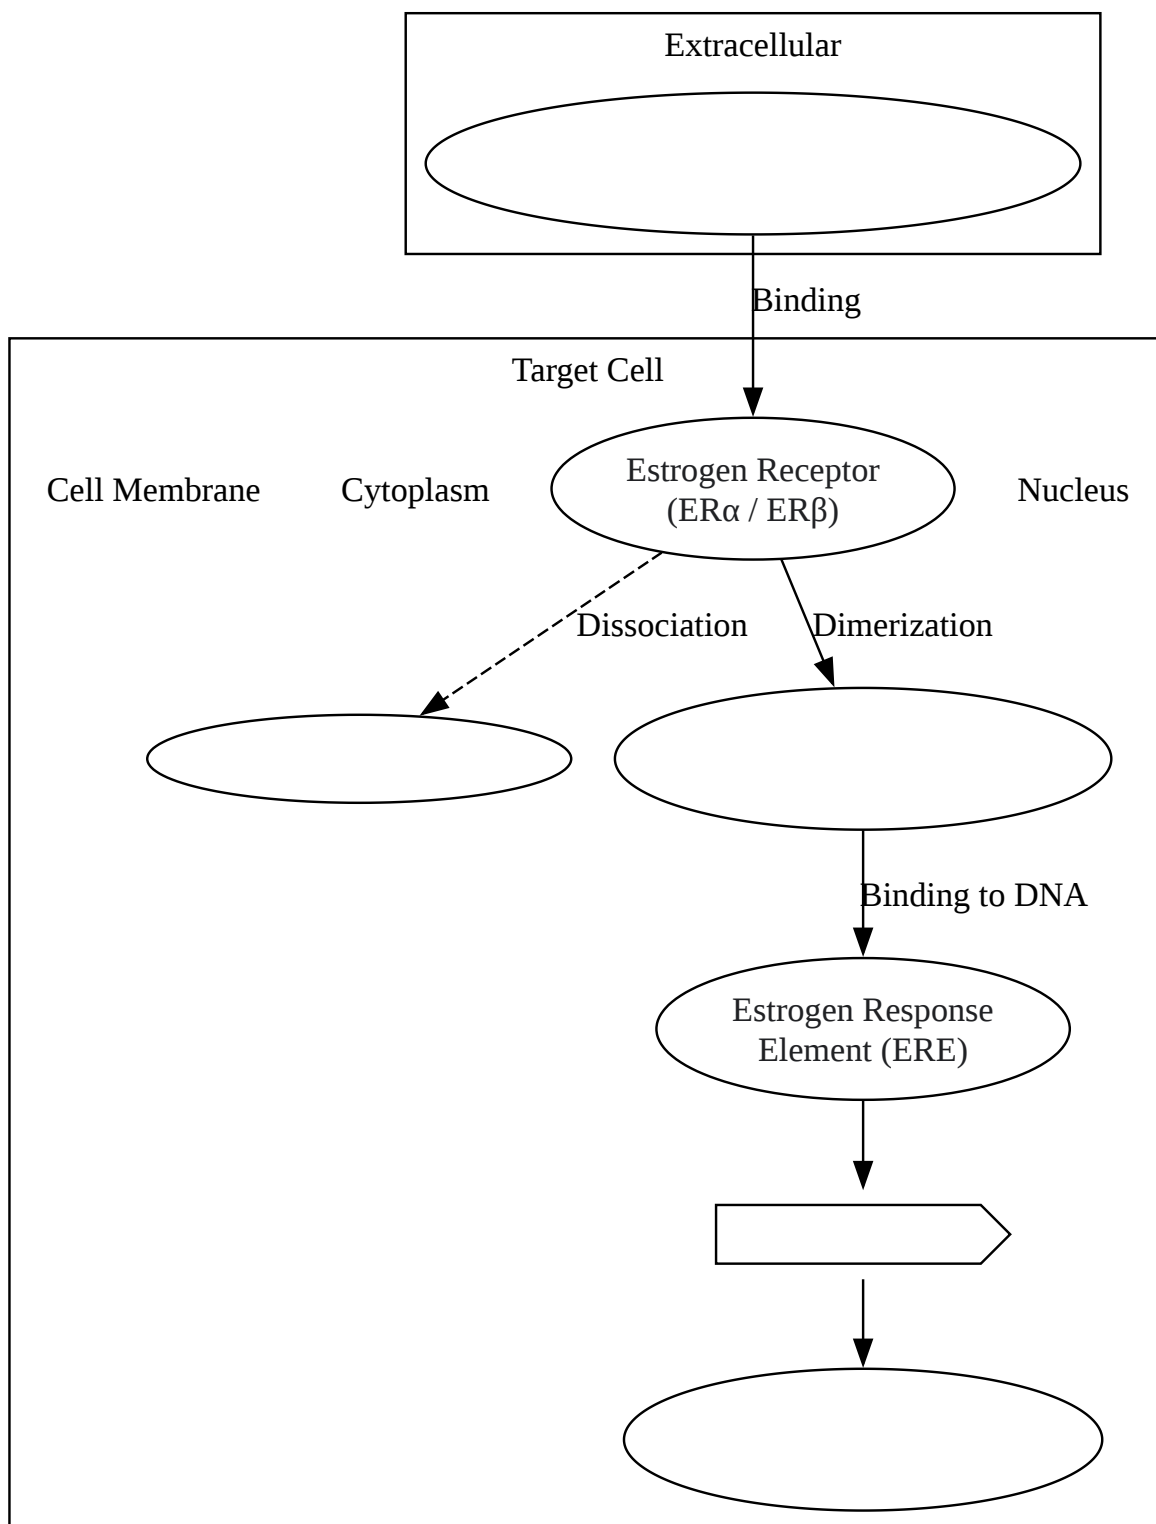 Extracellular
Binding
Target Cell
Cell Membrane
Cytoplasm
Estrogen Receptor
(ERα / ERβ)
Nucleus
Dissociation
Dimerization
Binding to DNA
Estrogen Response
Element (ERE)